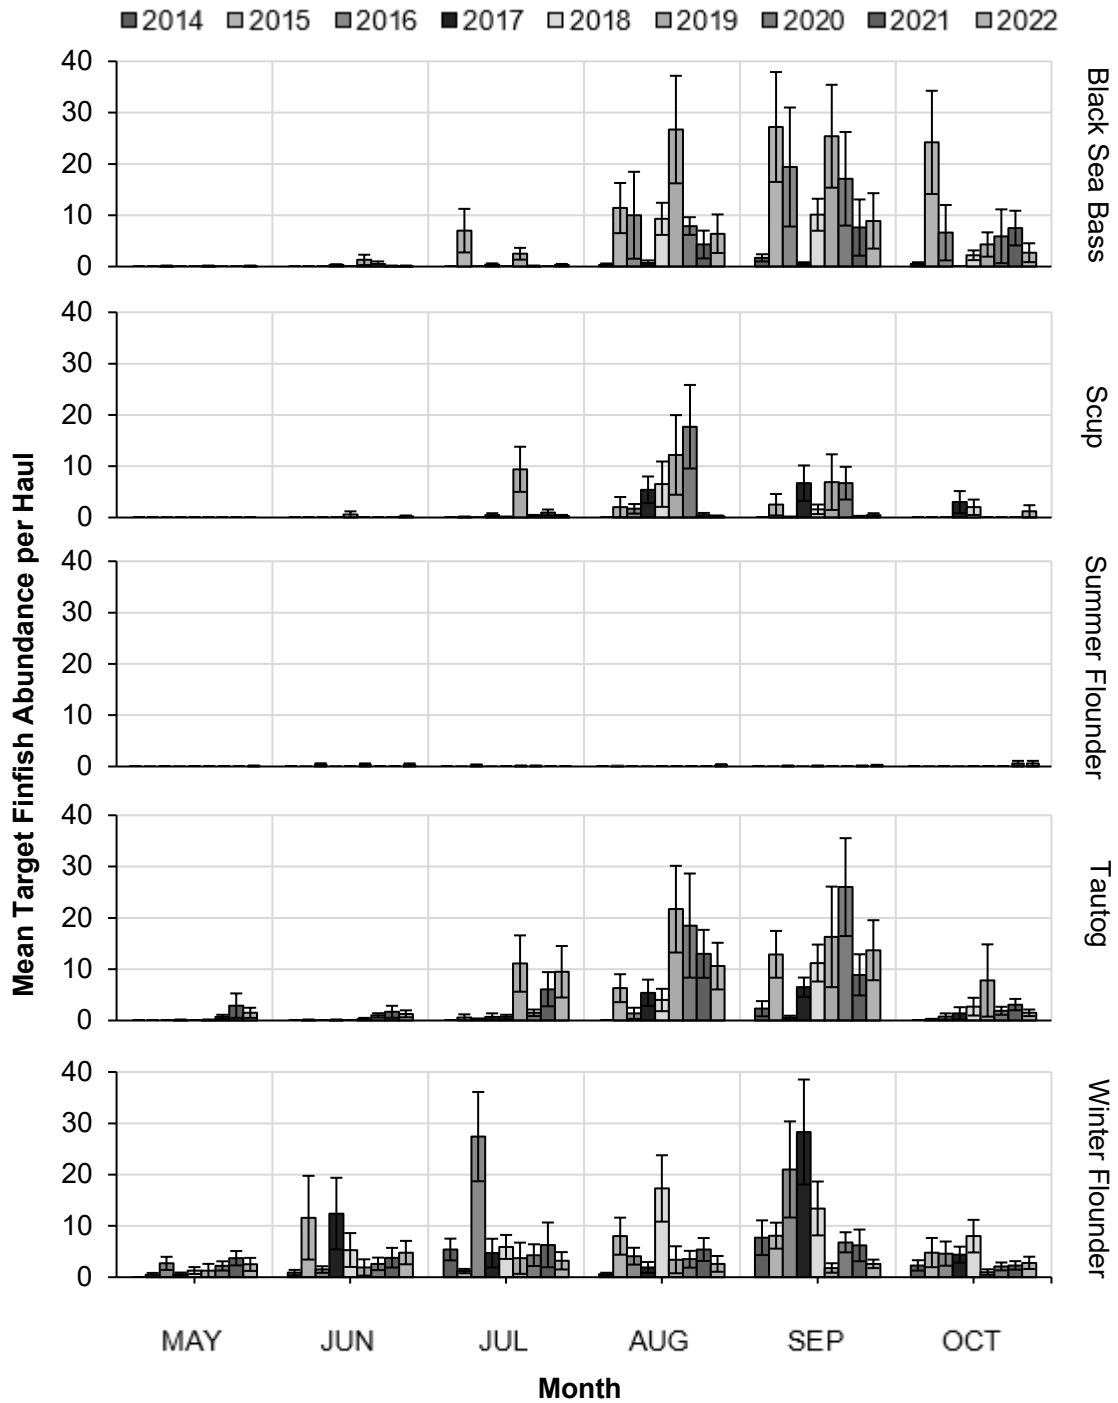 2014 2015 2016 2017 2018 2019 2020 2021 2022
Mean Target Finfish Abundance per Haul
40
30
20
10
0
Black Sea Bass
40
30
20
10
0
Scup
40
30
20
10
0
Summer Flounder
40
30
20
10
0
Tautog
40
30
20
10
0
Winter Flounder
MAY JUN JUL AUG SEP OCT
Month